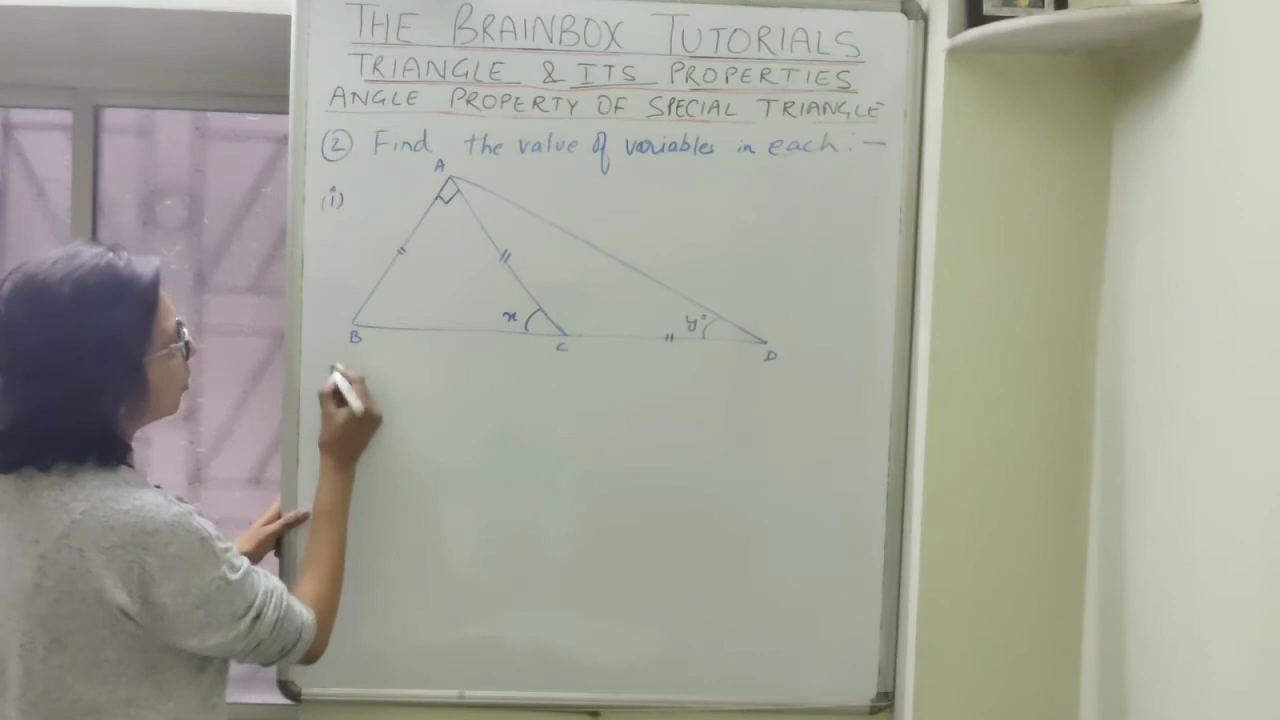 THE BRAINBOX TUTORIALS
TRIANGLE & ITS PROPERTIES
ANGLE PROPERTY OF SPECIAL TRIANGLE
② Find the value of variables in each :-
A
(i)
x
y°
B
C
D